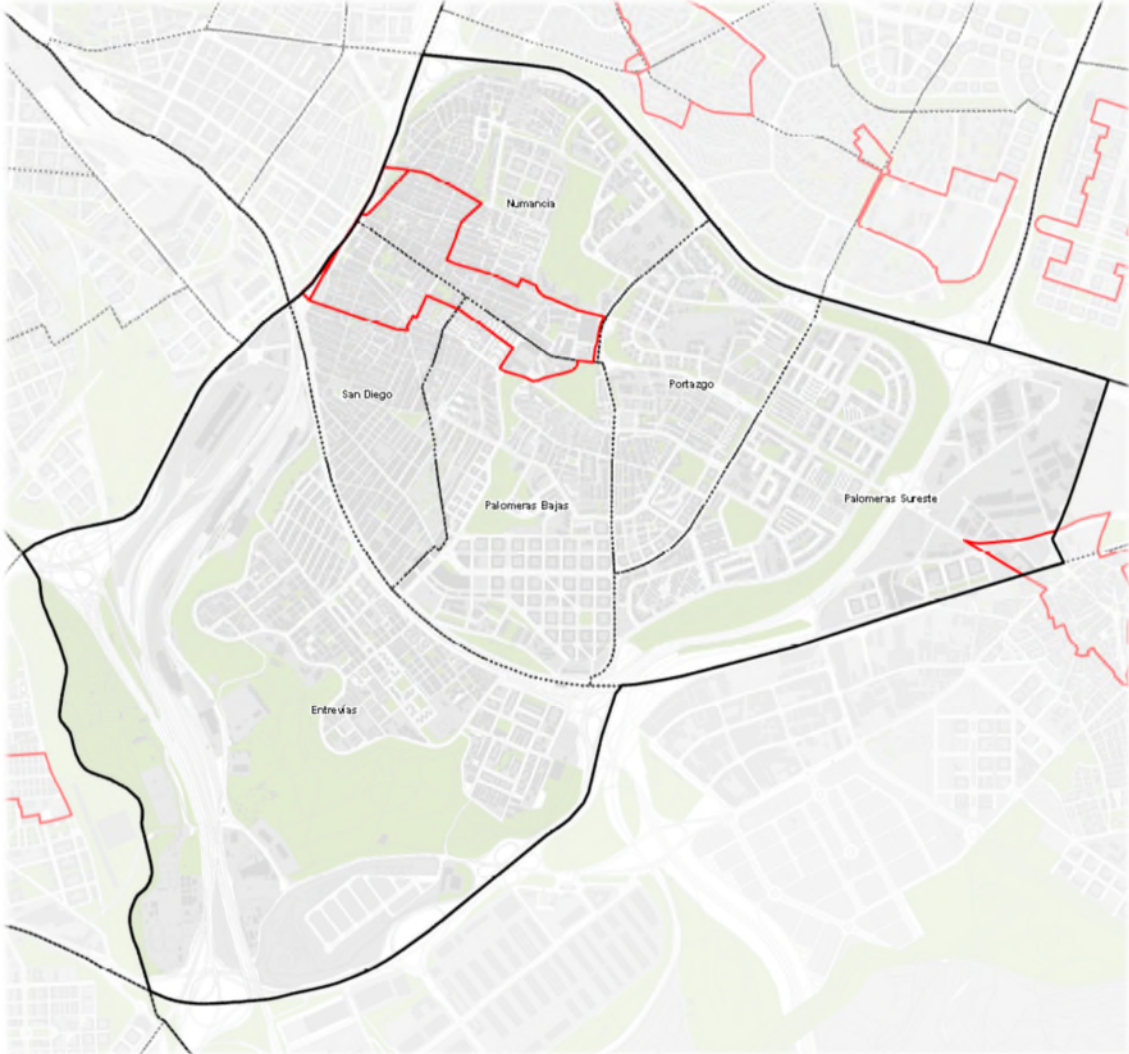 Numancia
Portazgo
San Diego
Palomeras Sureste
Palomeras Bajas
Entrevías